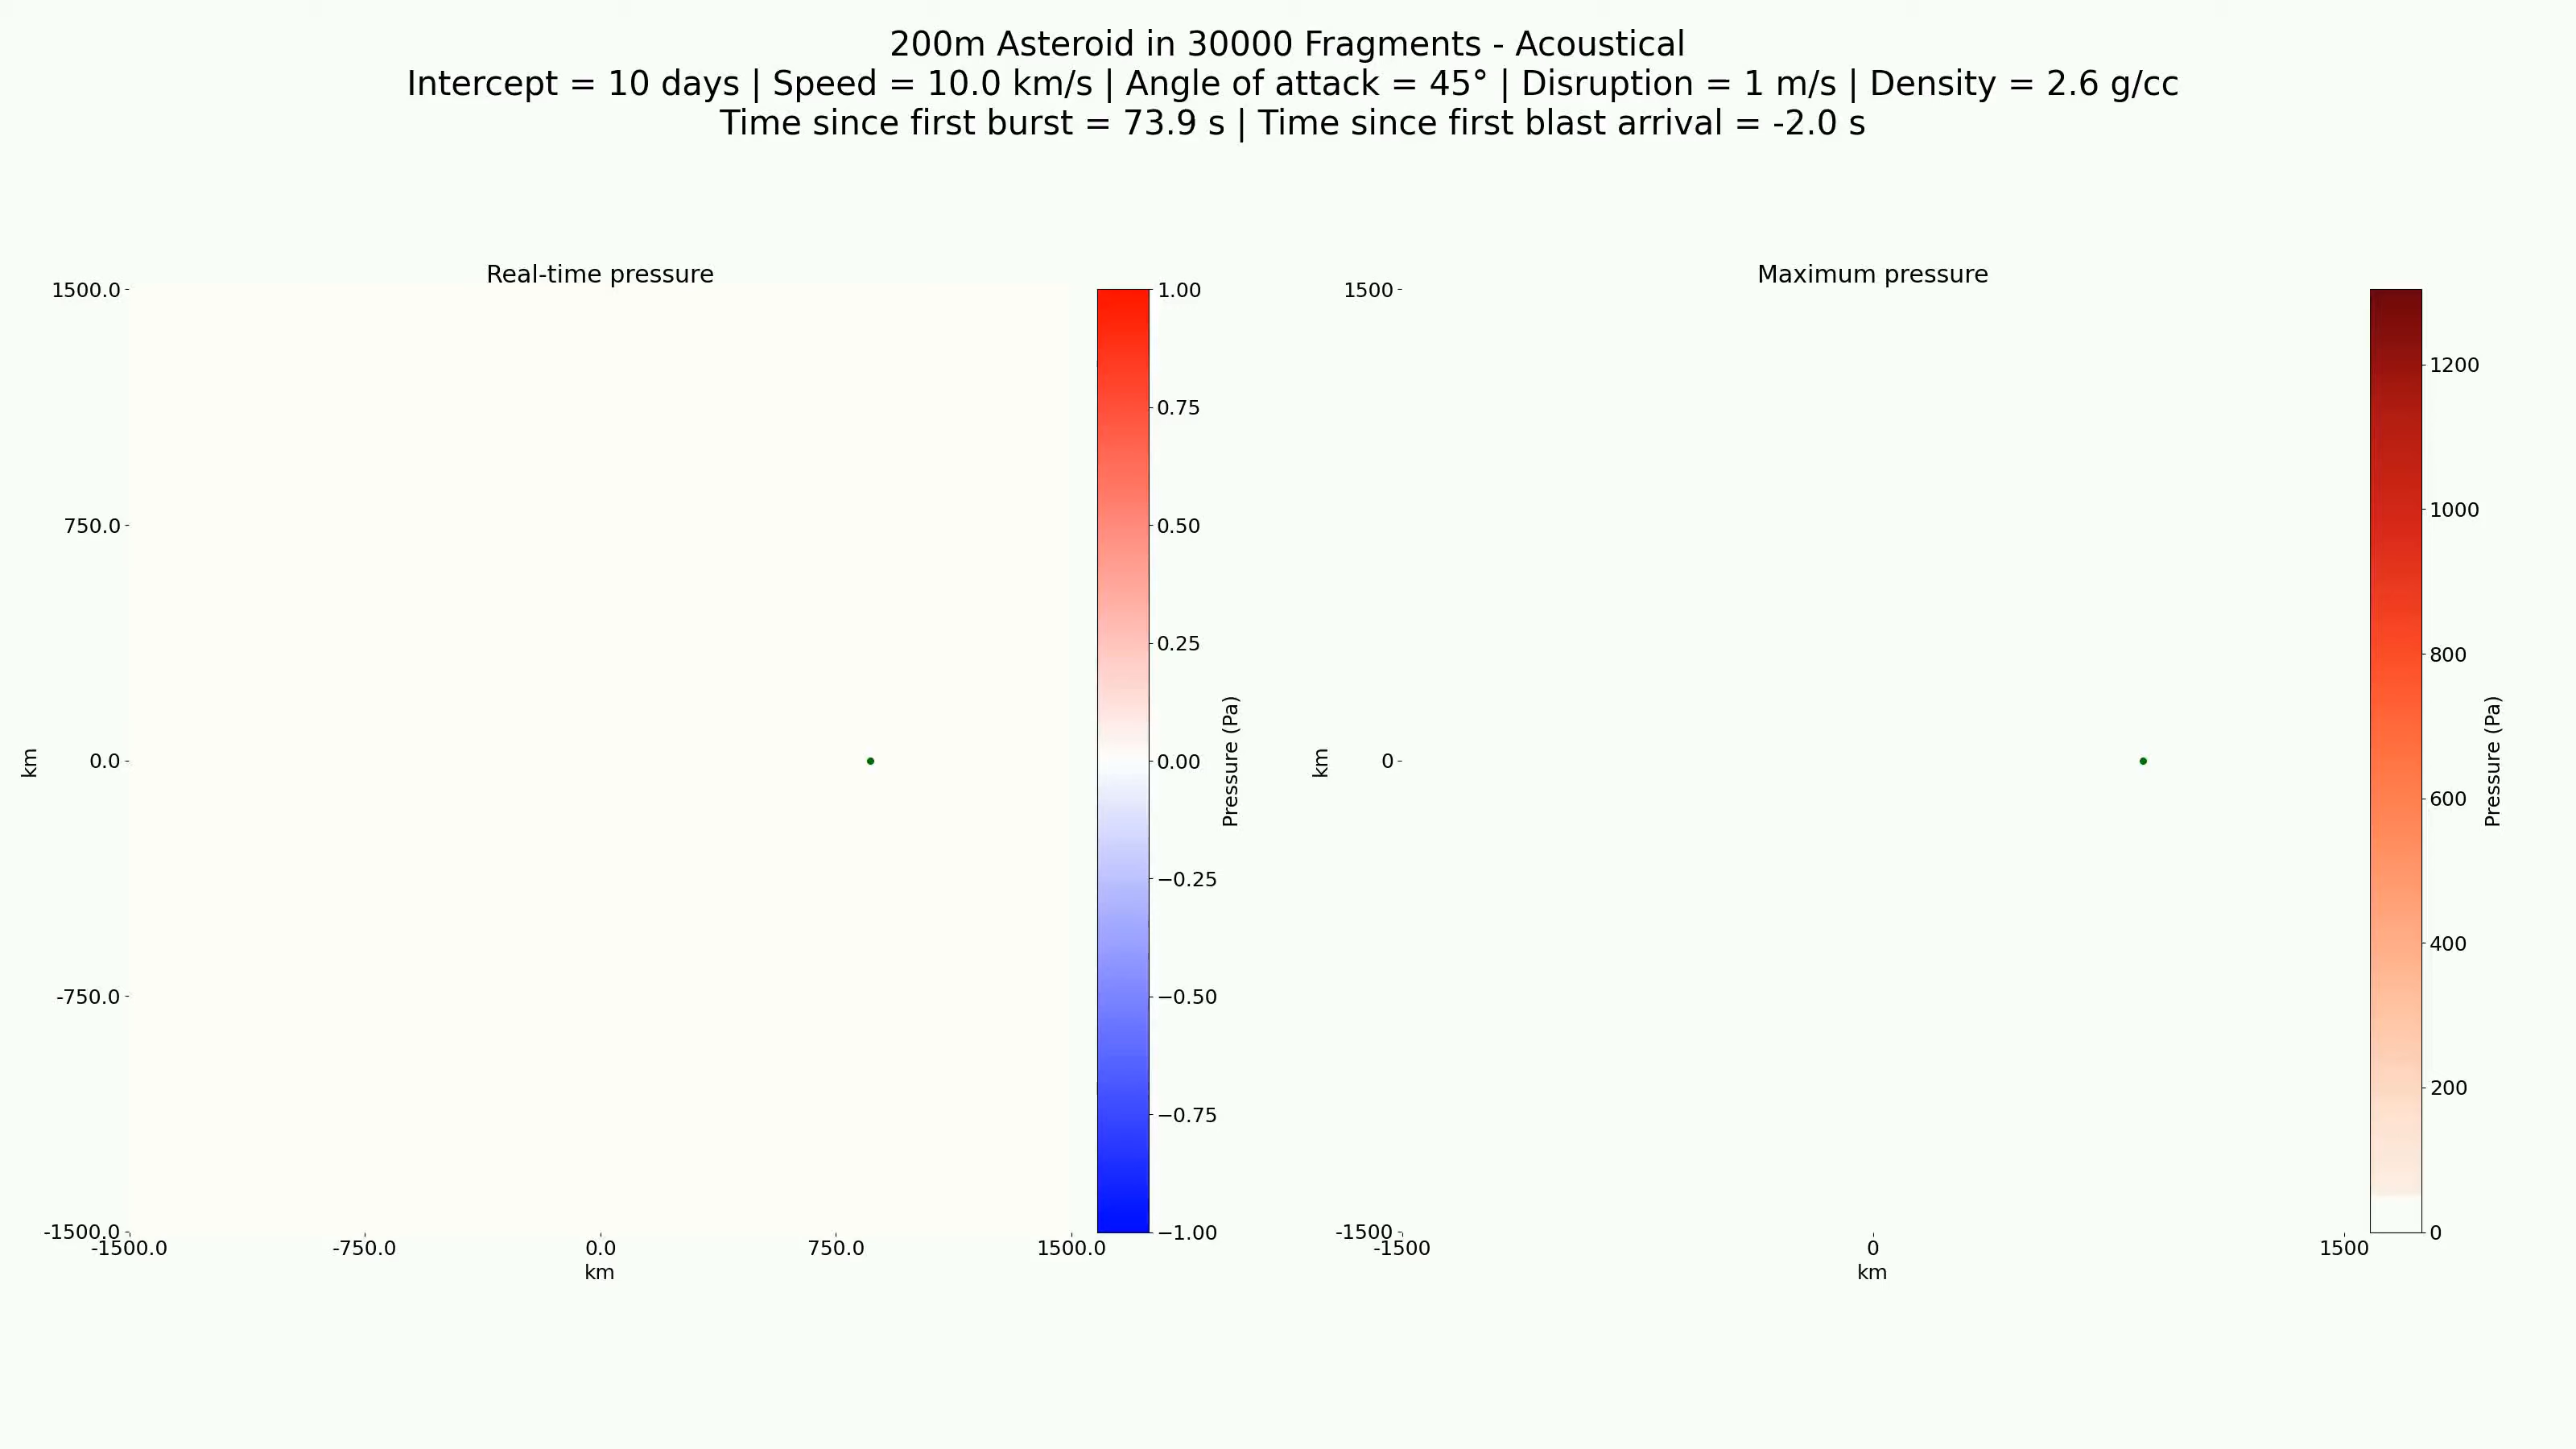 200m Asteroid in 30000 Fragments - Acoustical
Intercept = 10 days | Speed = 10.0 km/s | Angle of attack = 45° | Disruption = 1 m/s | Density = 2.6 g/cc
Time since first burst = 73.9 s | Time since first blast arrival = -2.0 s
Real-time pressure
1500.0
750.0
0.0
-750.0
-1500.0
km
-1500.0 -750.0 0.0 750.0 1500.0
km
1.00
0.75
0.50
0.25
0.00
−0.25
−0.50
−0.75
−1.00
Pressure (Pa)
Maximum pressure
1500
0
-1500
km
-1500 0 1500
km
1200
1000
800
600
400
200
0
Pressure (Pa)